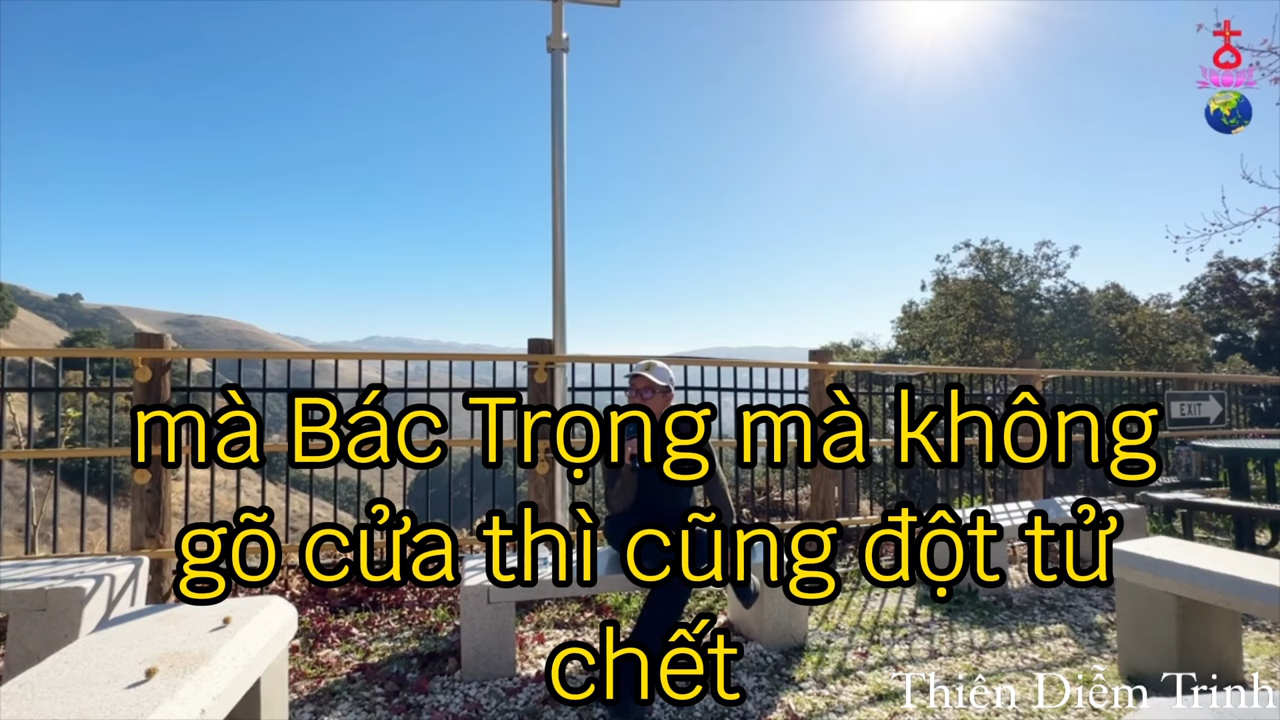 EXIT
mà Bác Trọng mà không
gõ cửa thì cũng đột tử
chết
Thiên Diễm Trinh